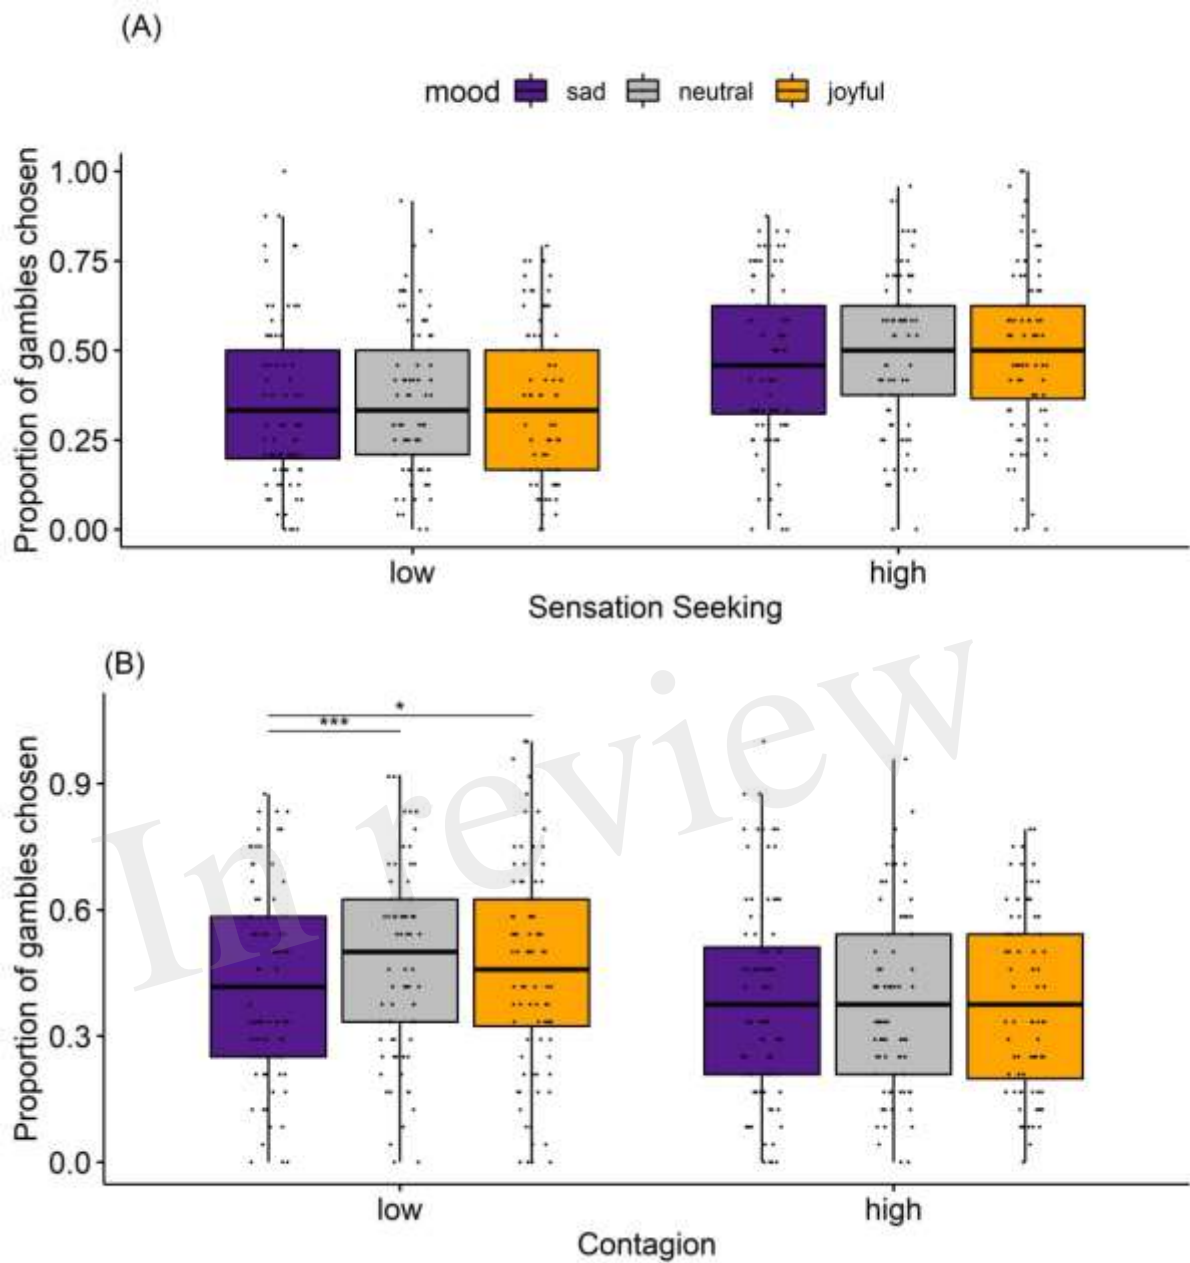 (A)
mood sad neutral joyful
Proportion of gambles chosen
1.00
0.75
0.50
0.25
0.00
low high
Sensation Seeking
(B)
* 
***
Proportion of gambles chosen
0.9
0.6
0.3
0.0
low high
Contagion
In review